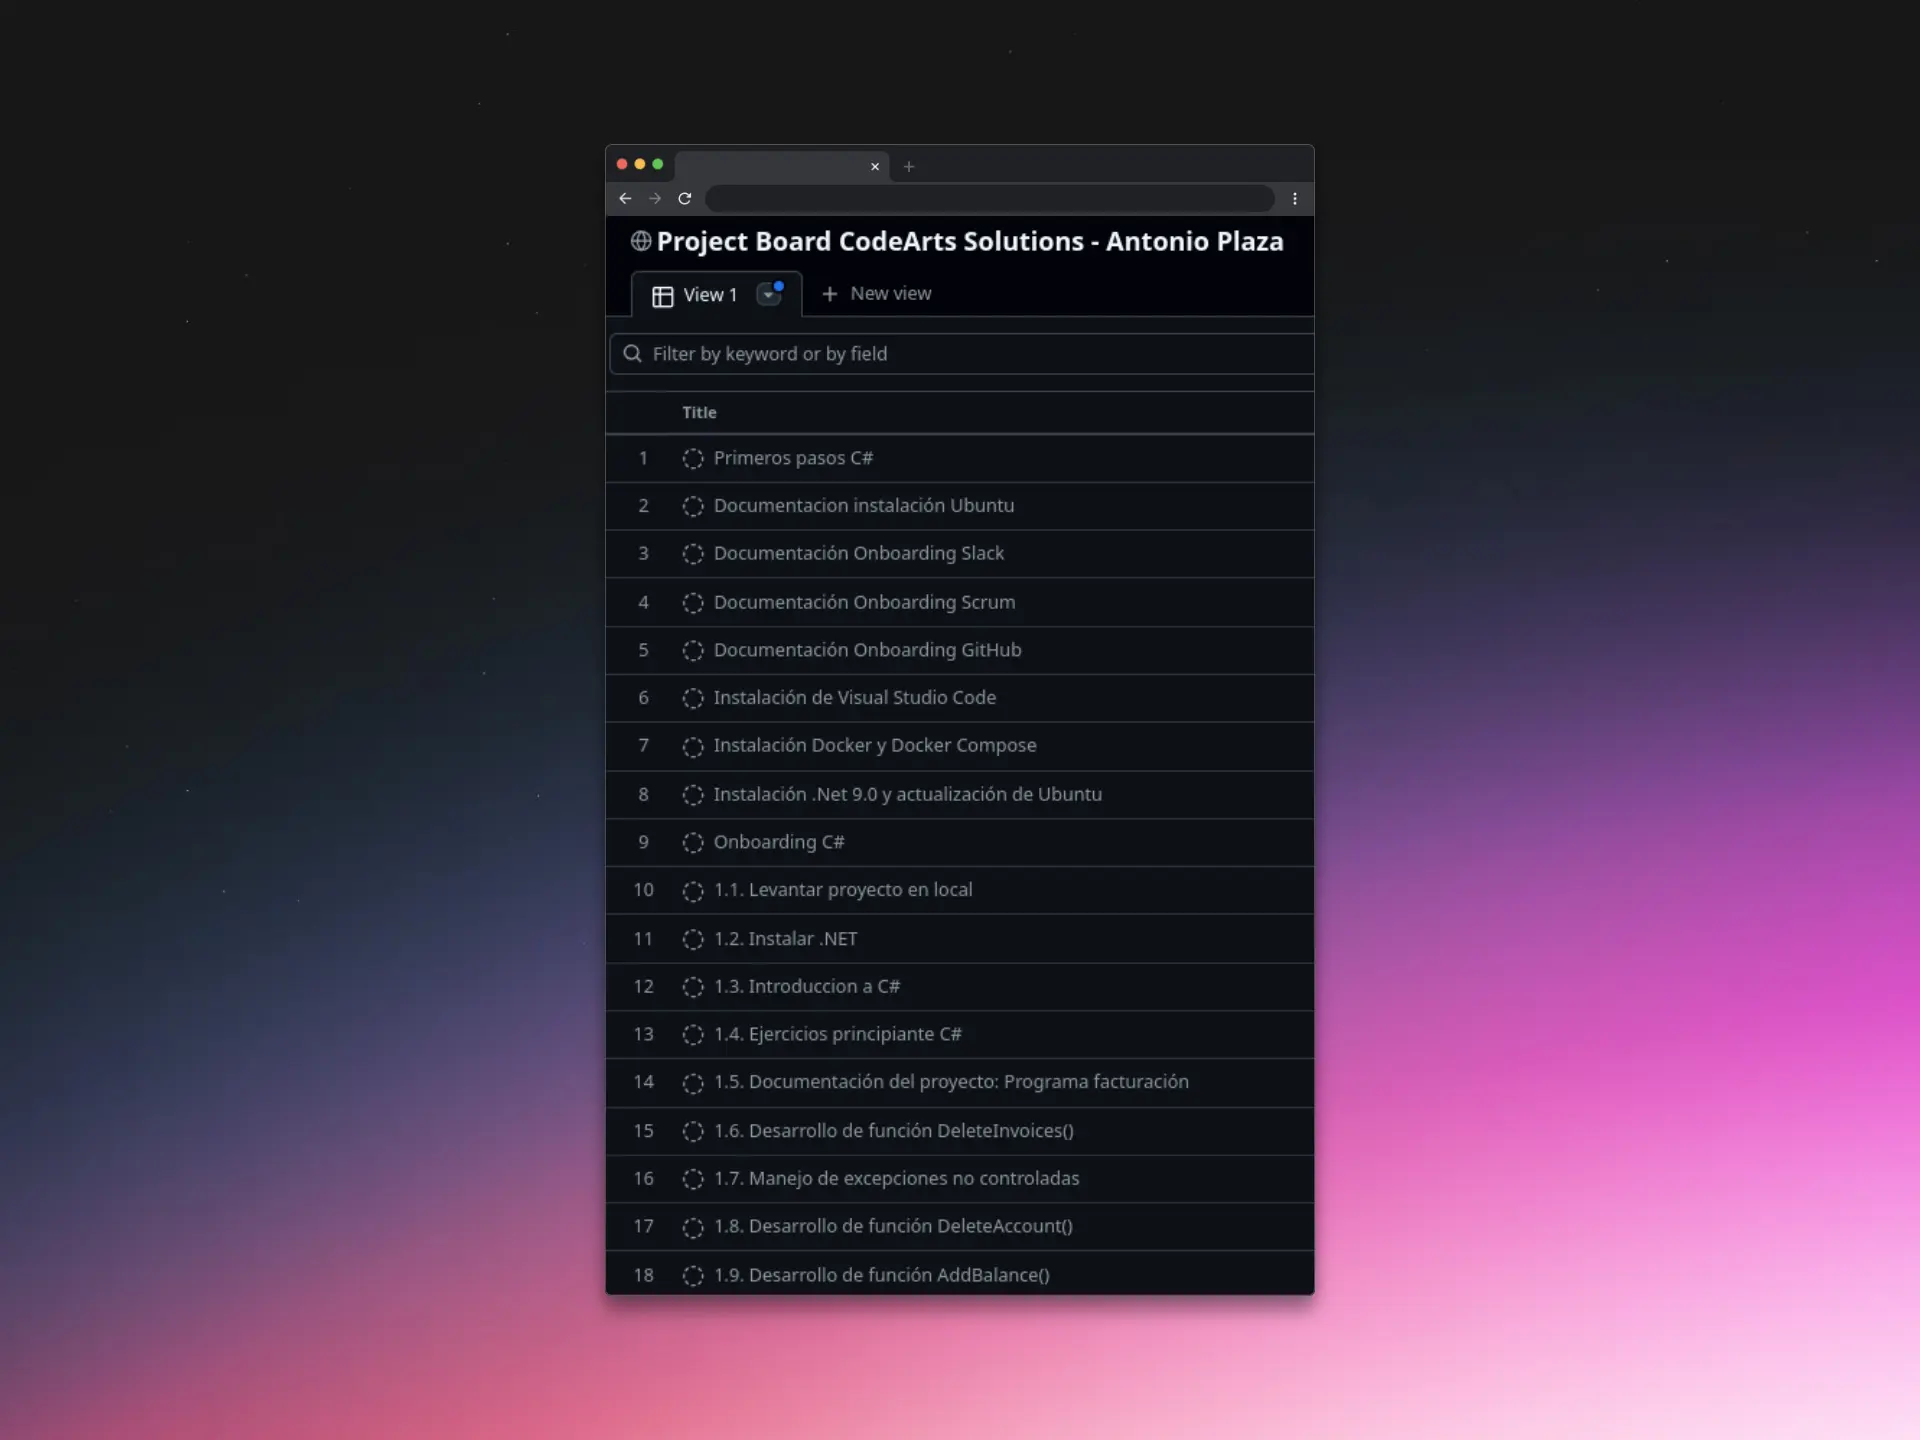 Project Board CodeArts Solutions - Antonio Plaza
View 1
New view
Filter by keyword or by field
Title
1 Primeros pasos C#
2 Documentacion instalación Ubuntu
3 Documentación Onboarding Slack
4 Documentación Onboarding Scrum
5 Documentación Onboarding GitHub
6 Instalación de Visual Studio Code
7 Instalación Docker y Docker Compose
8 Instalación .Net 9.0 y actualización de Ubuntu
9 Onboarding C#
10 1.1. Levantar proyecto en local
11 1.2. Instalar .NET
12 1.3. Introduccion a C#
13 1.4. Ejercicios principiante C#
14 1.5. Documentación del proyecto: Programa facturación
15 1.6. Desarrollo de función DeleteInvoices()
16 1.7. Manejo de excepciones no controladas
17 1.8. Desarrollo de función DeleteAccount()
18 1.9. Desarrollo de función AddBalance()